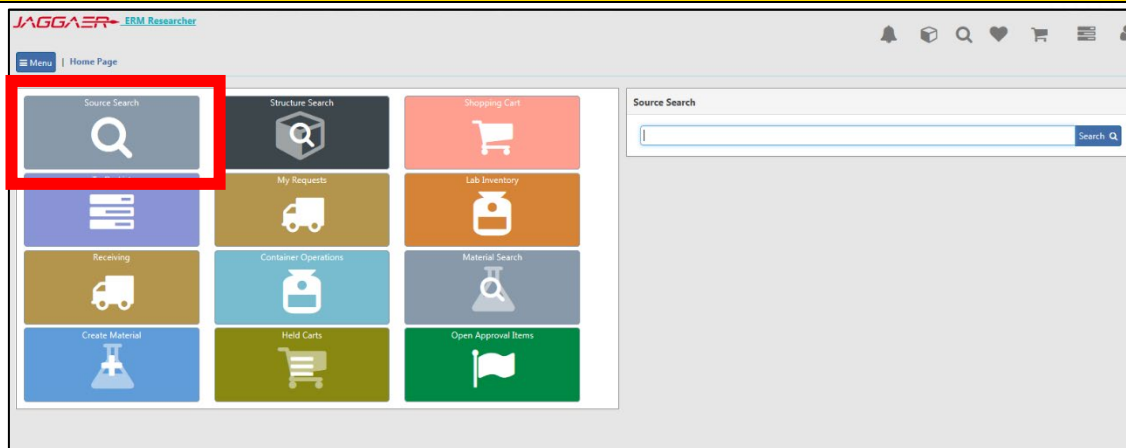 JAGGAER ERM Researcher
Menu | Home Page
Source Search
Structure Search
Shopping Cart
My Requests
Lab Inventory
Receiving
Container Operations
Material Search
Create Material
Held Carts
Open Approval Items
Source Search
Search